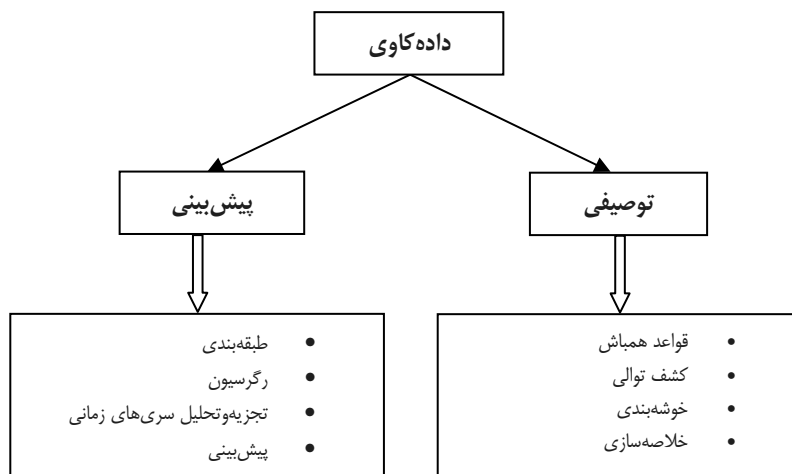 داده‌کاوی
توصیفی
پیش‌بینی
• قواعد همباش
• کشف توالی
• خوشه‌بندی
• خلاصه‌سازی
• طبقه‌بندی
• رگرسیون
• تجزیه‌وتحلیل سری‌های زمانی
• پیش‌بینی